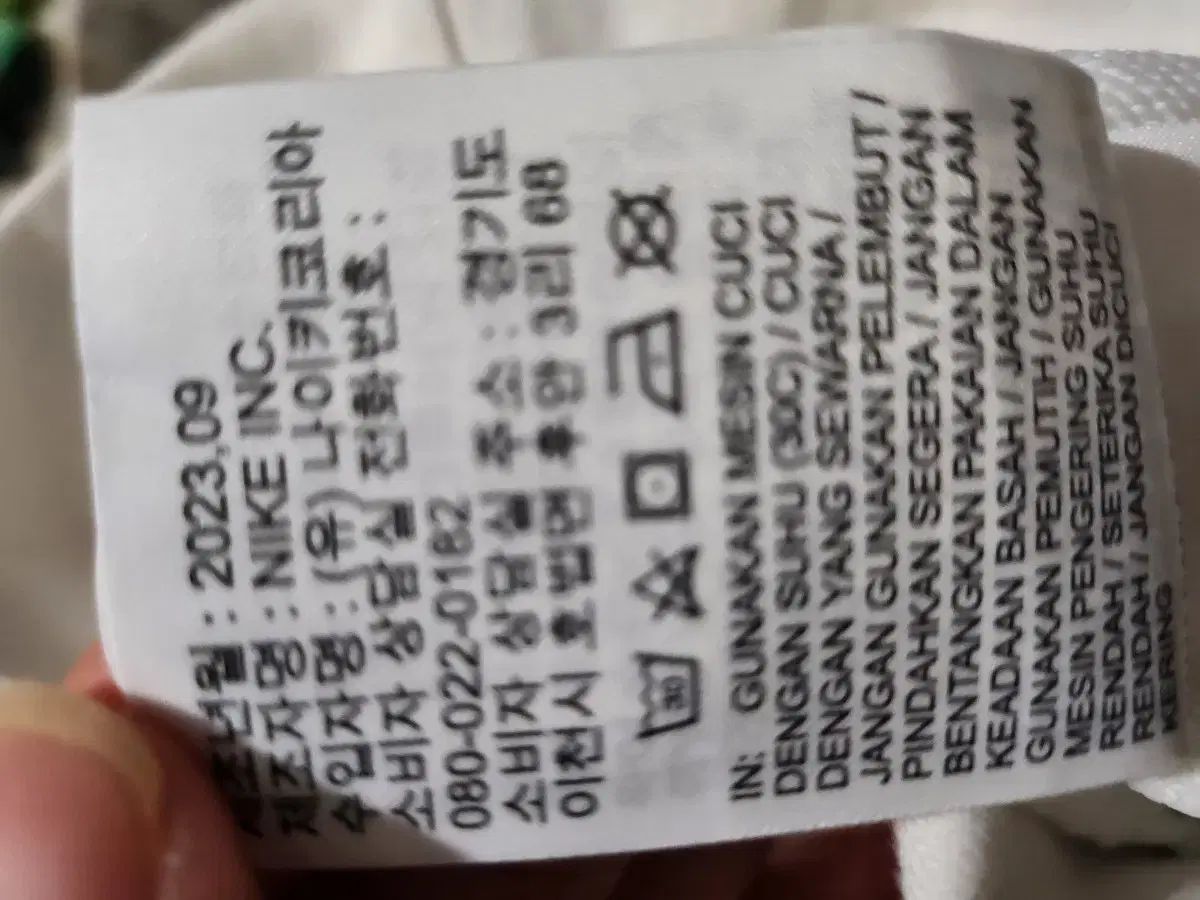 제조년월 : 2023.09
제조자명 : NIKE INC.
수입자명 : (유) 나이키코리아
소비자 상담실 전화번호 :
080-022-0182
소비자 상담실 주소 : 경기도
이천시 호법면 후안 3리 68
30
IN: GUNAKAN MESIN CUCI
DENGAN SUHU (30C) / CUCI
DENGAN YANG SEWARNA /
JANGAN GUNAKAN PELEMBUT /
PINDAHKAN SEGERA / JANGAN
BENTANGKAN PAKAIAN DALAM
KEADAAN BASAH / JANGAN
GUNAKAN PEMUTIH / GUNAKAN
MESIN PENGERING SUHU
RENDAH / SETERIKA SUHU
RENDAH / JANGAN DICUCI
KERING